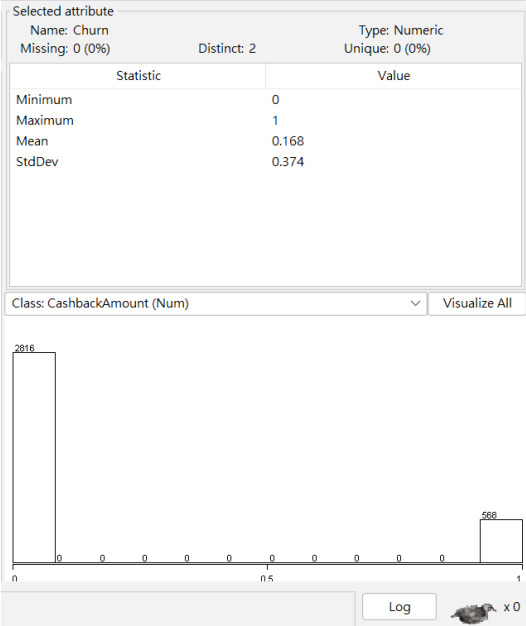 Selected attribute
Name: Churn Type: Numeric
Missing: 0 (0%) Distinct: 2 Unique: 0 (0%)
Statistic Value
Minimum 0
Maximum 1
Mean 0.168
StdDev 0.374
Class: CashbackAmount (Num) Visualize All
2816
568
0 0 0 0 0 0 0 0 0 0
0 0.5 1
Log x 0